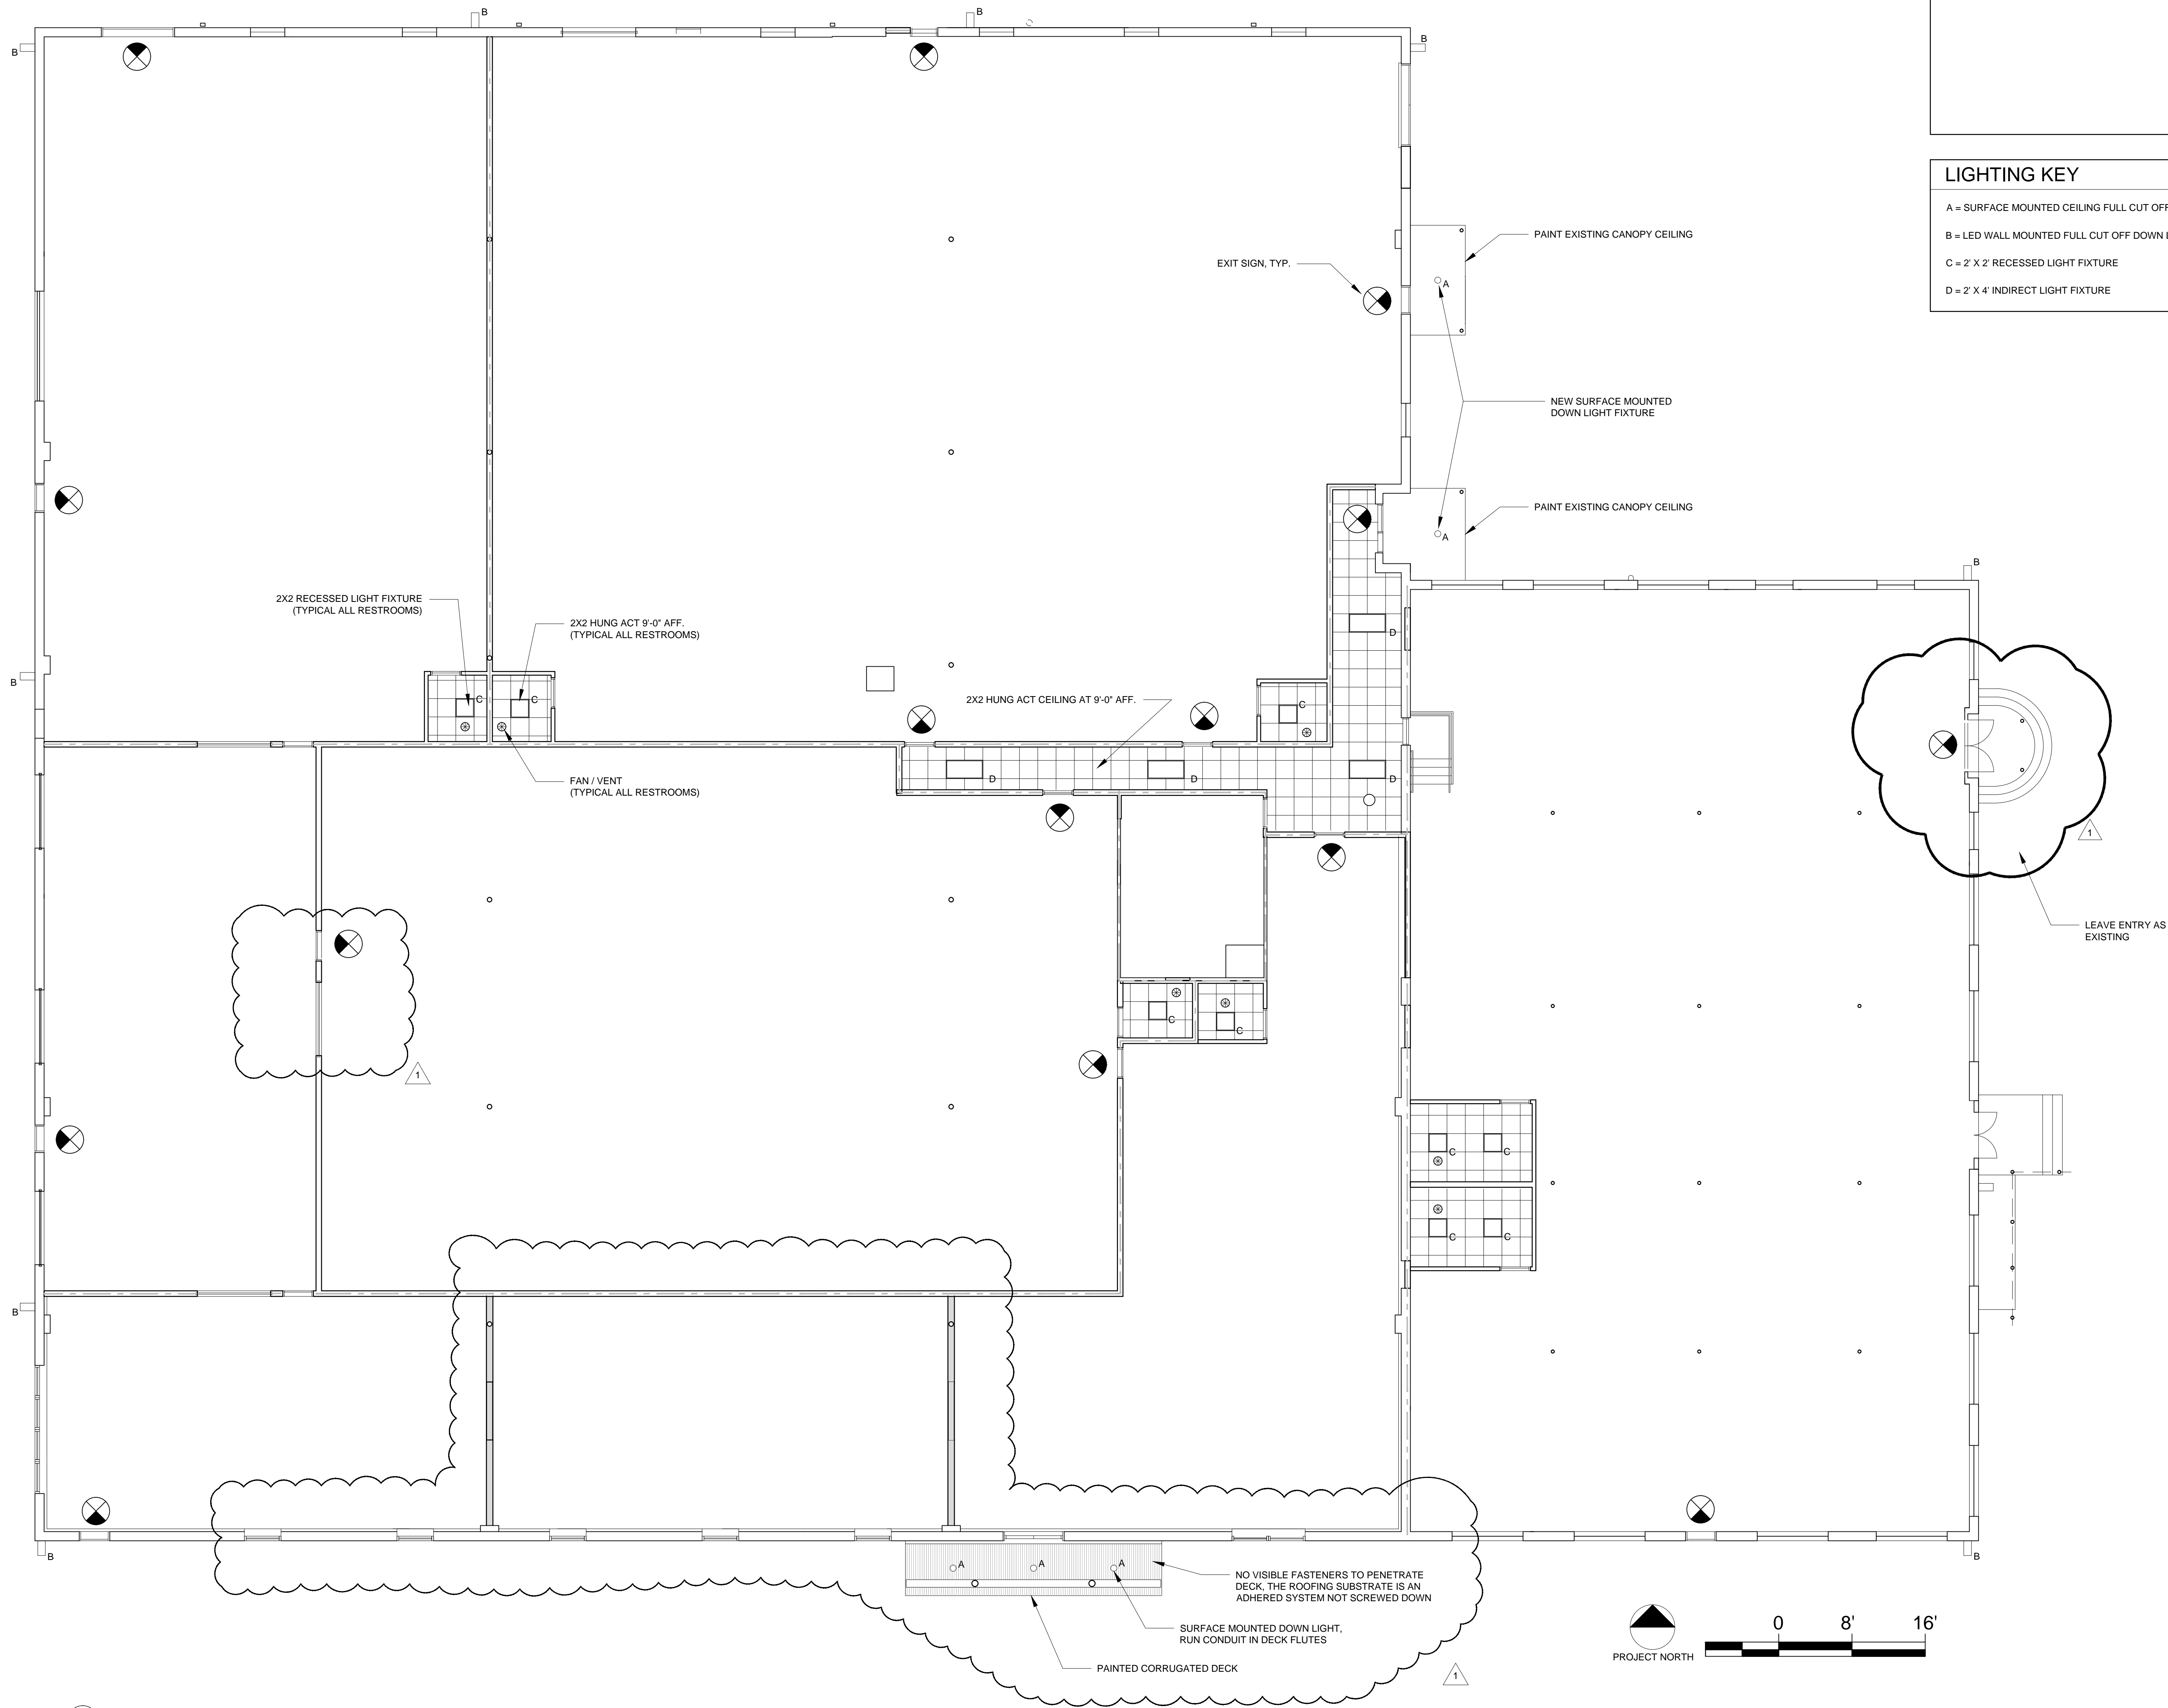 B
B
B
B
LIGHTING KEY
A = SURFACE MOUNTED CEILING FULL CUT OFF
B = LED WALL MOUNTED FULL CUT OFF DOWN
C = 2' X 2' RECESSED LIGHT FIXTURE
D = 2' X 4' INDIRECT LIGHT FIXTURE
PAINT EXISTING CANOPY CEILING
EXIT SIGN, TYP.
A
NEW SURFACE MOUNTED
DOWN LIGHT FIXTURE
PAINT EXISTING CANOPY CEILING
A
B
2X2 RECESSED LIGHT FIXTURE
(TYPICAL ALL RESTROOMS)
2X2 HUNG ACT 9'-0" AFF.
(TYPICAL ALL RESTROOMS)
D
B
C
C
2X2 HUNG ACT CEILING AT 9'-0" AFF.
C
FAN / VENT
(TYPICAL ALL RESTROOMS)
D
D
D
1
LEAVE ENTRY AS
EXISTING
C
C
1
C
C
C
C
B
B
A
A
A
B
NO VISIBLE FASTENERS TO PENETRATE
DECK, THE ROOFING SUBSTRATE IS AN
ADHERED SYSTEM NOT SCREWED DOWN
SURFACE MOUNTED DOWN LIGHT,
RUN CONDUIT IN DECK FLUTES
PAINTED CORRUGATED DECK
1
PROJECT NORTH
0 8' 16'